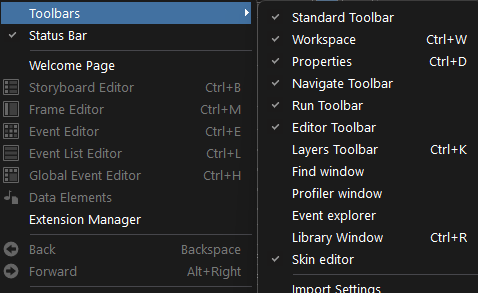 Toolbars
Status Bar
Welcome Page
Storyboard Editor Ctrl+B
Frame Editor Ctrl+M
Event Editor Ctrl+E
Event List Editor Ctrl+L
Global Event Editor Ctrl+H
Data Elements
Extension Manager
Back Backspace
Forward Alt+Right
Standard Toolbar
Workspace Ctrl+W
Properties Ctrl+D
Navigate Toolbar
Run Toolbar
Editor Toolbar
Layers Toolbar Ctrl+K
Find window
Profiler window
Event explorer
Library Window Ctrl+R
Skin editor
Import Settings